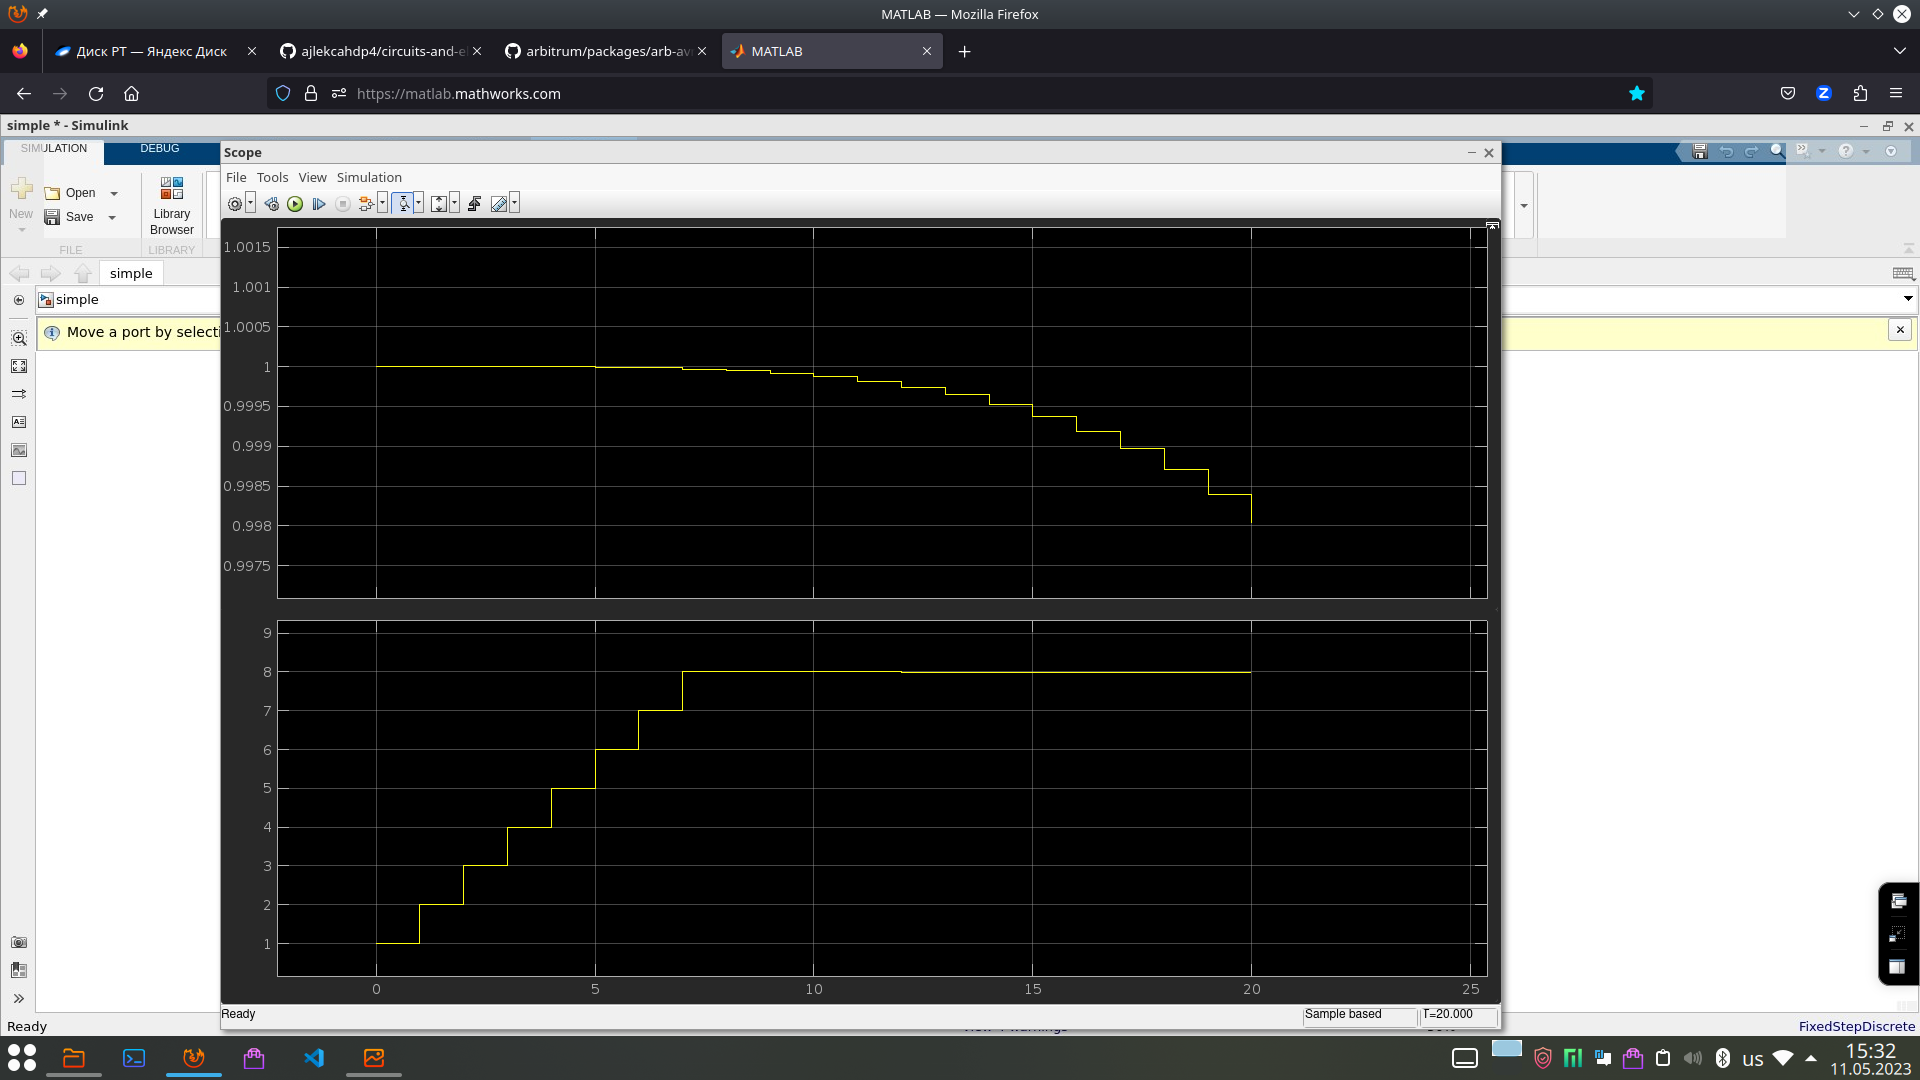 MATLAB — Mozilla Firefox
Диск РТ — Яндекс Диск
ajlekcahdp4/circuits-and-e
arbitrum/packages/arb-av
MATLAB
https://matlab.mathworks.com
simple * - Simulink
SIMULATION
DEBUG
Scope
File Tools View Simulation
New
Open
Save
Library
Browser
FILE
LIBRARY
simple
simple
Move a port by selecti
1.0015
1.001
1.0005
1
0.9995
0.999
0.9985
0.998
0.9975
9
8
7
6
5
4
3
2
1
0 5 10 15 20 25
Ready
Sample based
T=20.000
Ready
FixedStepDiscrete
us
15:32
11.05.2023